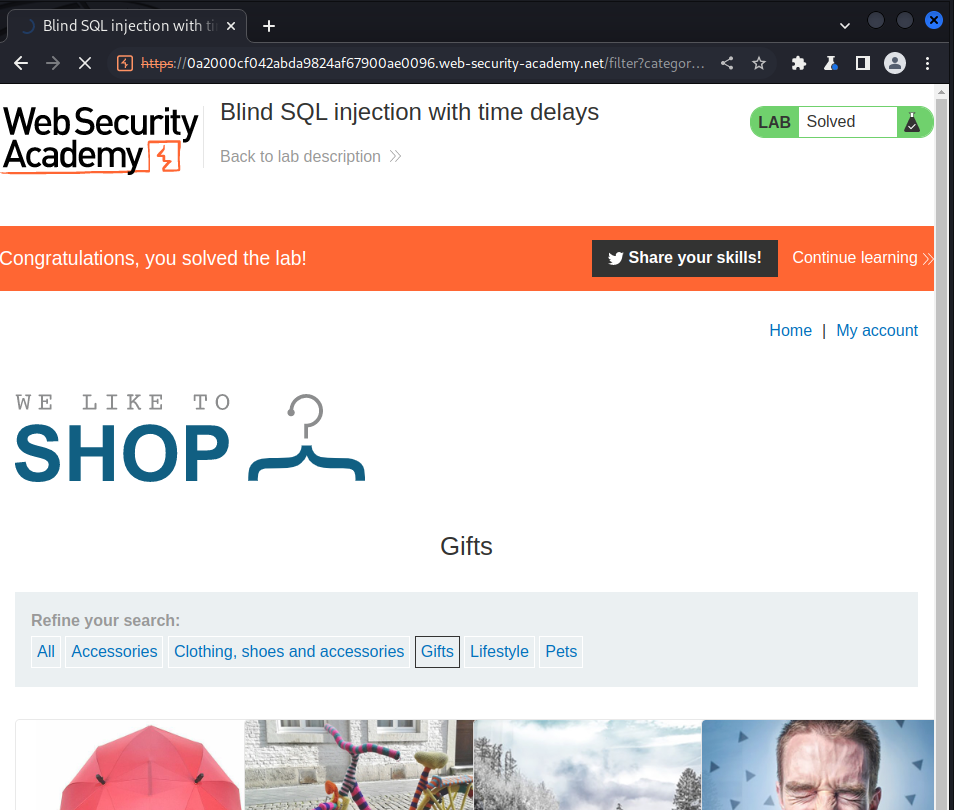 Blind SQL injection with ti
https://0a2000cf042abda9824af67900ae0096.web-security-academy.net/filter?categor...
Web Security
Academy
Blind SQL injection with time delays
Back to lab description
LAB Solved
Congratulations, you solved the lab!
Share your skills!
Continue learning
Home | My account
WE LIKE TO
SHOP
Gifts
Refine your search:
All Accessories Clothing, shoes and accessories Gifts Lifestyle Pets